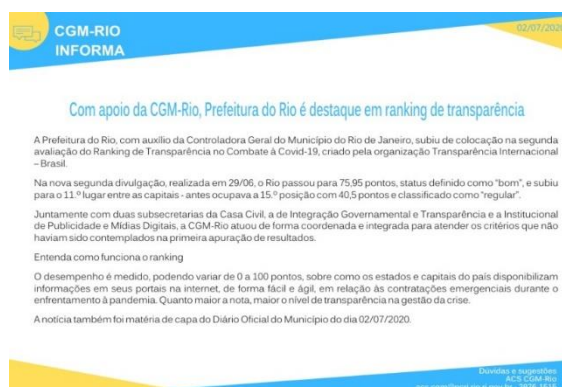 CGM-RIO
INFORMA
02/07/2020
Com apoio da CGM-Rio, Prefeitura do Rio é destaque em ranking de transparência
A Prefeitura do Rio, com auxílio da Controladora Geral do Município do Rio de Janeiro, subiu de colocação na segunda
avaliação do Ranking de Transparência no Combate à Covid-19, criado pela organização Transparência Internacional
– Brasil.
Na nova segunda divulgação, realizada em 29/06, o Rio passou para 75,95 pontos, status definido como "bom", e subiu
para o 11.º lugar entre as capitais - antes ocupava a 15.º posição com 40,5 pontos e classificado como "regular".
Juntamente com duas subsecretarias da Casa Civil, a de Integração Governamental e Transparência e a Institucional
de Publicidade e Mídias Digitais, a CGM-Rio atuou de forma coordenada e integrada para atender os critérios que não
haviam sido contemplados na primeira apuração de resultados.
Entenda como funciona o ranking
O desempenho é medido, podendo variar de 0 a 100 pontos, sobre como os estados e capitais do país disponibilizam
informações em seus portais na internet, de forma fácil e ágil, em relação às contratações emergenciais durante o
enfrentamento à pandemia. Quanto maior a nota, maior o nível de transparência na gestão da crise.
A notícia também foi matéria de capa do Diário Oficial do Município do dia 02/07/2020.
Dúvidas e sugestões
ACS CGM-Rio